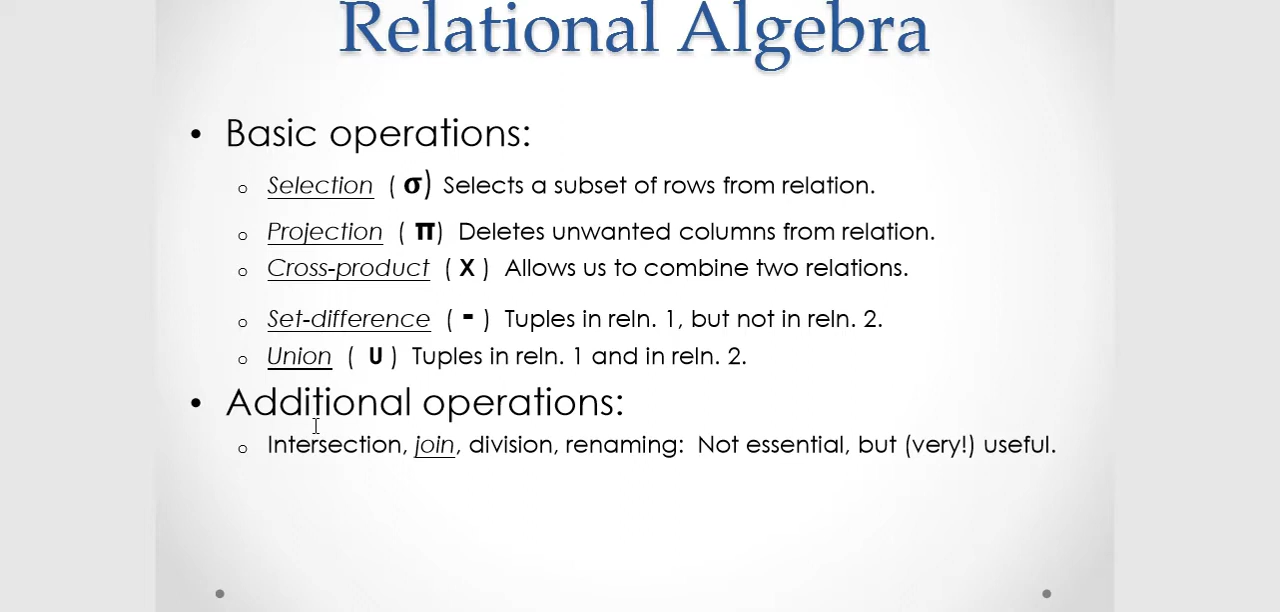 Relational Algebra
• Basic operations:
o Selection ( σ) Selects a subset of rows from relation.
o Projection ( π) Deletes unwanted columns from relation.
o Cross-product ( X ) Allows us to combine two relations.
o Set-difference ( - ) Tuples in reln. 1, but not in reln. 2.
o Union ( U ) Tuples in reln. 1 and in reln. 2.
• Additional operations:
o Intersection, join, division, renaming: Not essential, but (very!) useful.